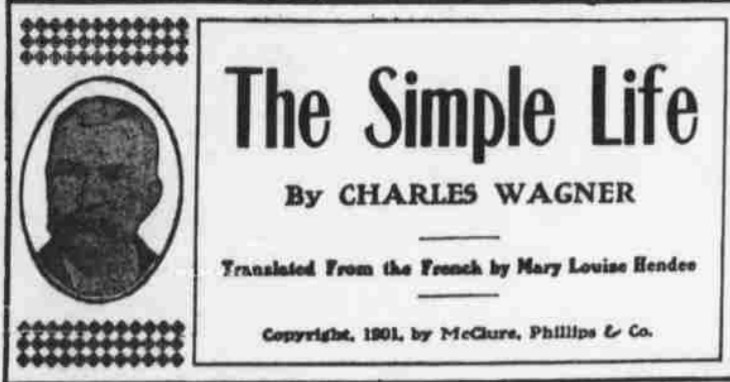 The Simple Life
By CHARLES WAGNER
Translated From the French by Mary Louise Hendee
Copyright, 1901, by McClure, Phillips & Co.